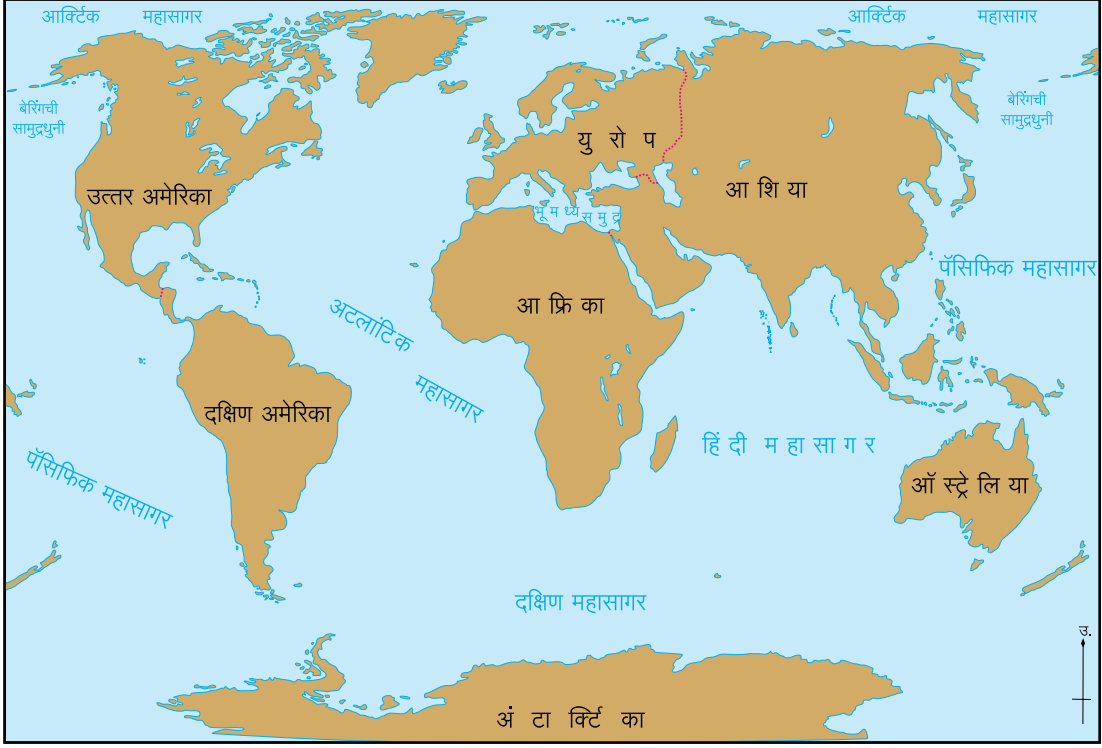 आर्क्टिक महासागर
आर्क्टिक महासागर
बेरिंगची
सामुद्रधुनी
बेरिंगची
सामुद्रधुनी
युरोप
उत्तर अमेरिका
आशिया
भूमध्य समुद्र
पॅसिफिक महासागर
आफ्रिका
अटलांटिक
महासागर
दक्षिण अमेरिका
हिंदी महासागर
पॅसिफिक महासागर
ऑस्ट्रेलिया
दक्षिण महासागर
उ.
अंटार्क्टिका